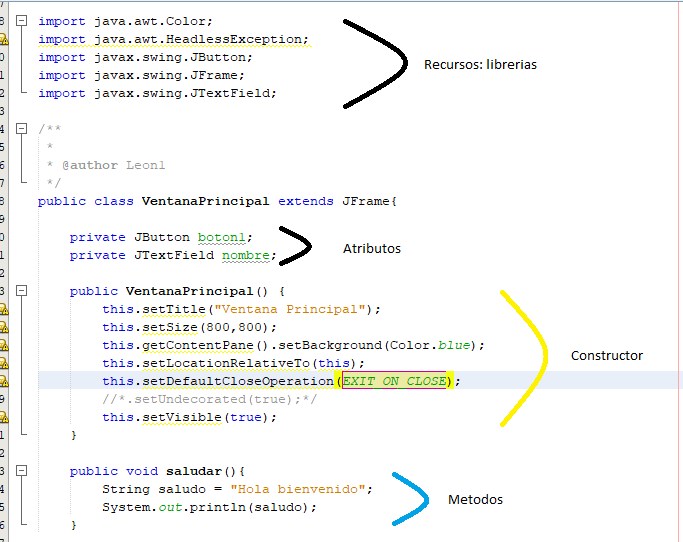 import java.awt.Color;
import java.awt.HeadlessException;
import javax.swing.JButton;
import javax.swing.JFrame;
import javax.swing.JTextField;
Recursos: librerias
/**
*
* @author Leon1
*/
public class VentanaPrincipal extends JFrame{
private JButton boton1;
private JTextField nombre;
Atributos
public VentanaPrincipal() {
this.setTitle("Ventana Principal");
this.setSize(800,800);
this.getContentPane().setBackground(Color.blue);
this.setLocationRelativeTo(this);
this.setDefaultCloseOperation(EXIT_ON_CLOSE);
//*.setUndecorated(true);*/
this.setVisible(true);
}
Constructor
public void saludar(){
String saludo = "Hola bienvenido";
System.out.println(saludo);
}
Metodos